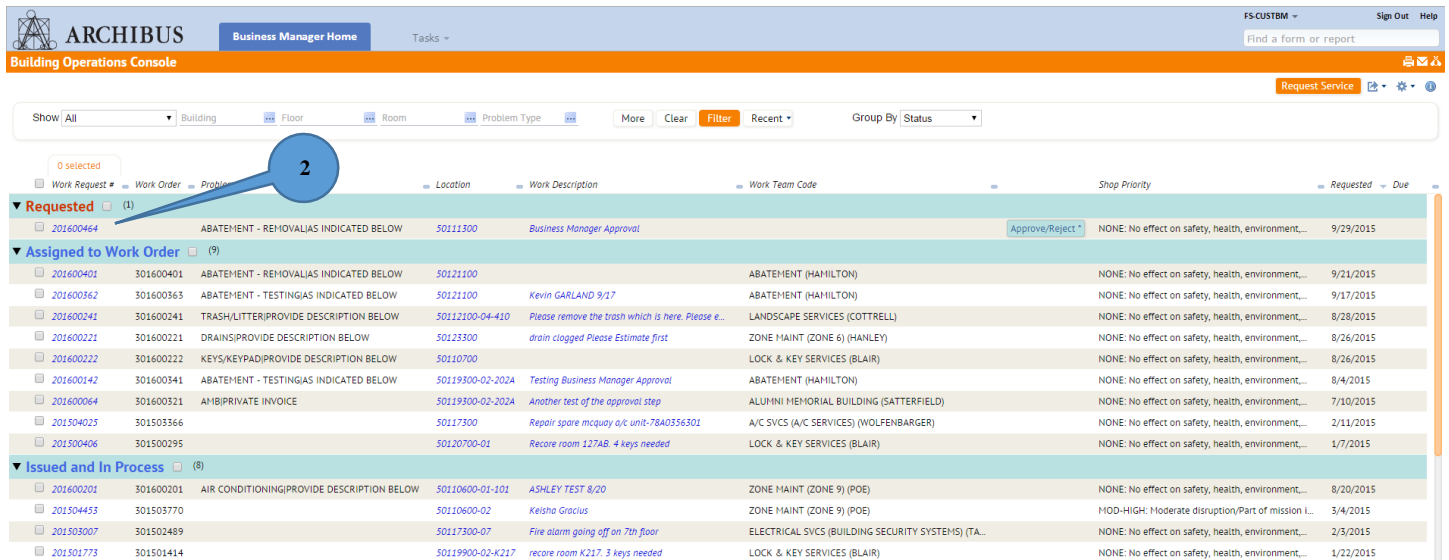 FS-CUSTBM Sign Out Help
ARCHIBUS Business Manager Home Tasks Find a form or report
Building Operations Console
Request Service
Show All Building Floor Room Problem Type More Clear Filter Recent Group By Status
0 selected
2
Work Request # Work Order Proble Location Work Description Work Team Code Shop Priority Requested Due
Requested (1)
201600464 ABATEMENT - REMOVAL|AS INDICATED BELOW 50111300 Business Manager Approval Approve/Reject * NONE: No effect on safety, health, environment,... 9/29/2015
Assigned to Work Order (9)
201600401 301600401 ABATEMENT - REMOVAL|AS INDICATED BELOW 50121100 ABATEMENT (HAMILTON) NONE: No effect on safety, health, environment,... 9/21/2015
201600362 301600363 ABATEMENT - TESTING|AS INDICATED BELOW 50121100 Kevin GARLAND 9/17 ABATEMENT (HAMILTON) NONE: No effect on safety, health, environment,... 9/17/2015
201600241 301600241 TRASH/LITTER|PROVIDE DESCRIPTION BELOW 50112100-04-410 Please remove the trash which is here. Please e... LANDSCAPE SERVICES (COTTRELL) NONE: No effect on safety, health, environment,... 8/28/2015
201600221 301600221 DRAINS|PROVIDE DESCRIPTION BELOW 50123300 drain clogged Please Estimate first ZONE MAINT (ZONE 6) (HANLEY) NONE: No effect on safety, health, environment,... 8/26/2015
201600222 301600222 KEYS/KEYPAD|PROVIDE DESCRIPTION BELOW 50110700 LOCK & KEY SERVICES (BLAIR) NONE: No effect on safety, health, environment,... 8/26/2015
201600142 301600341 ABATEMENT - TESTING|AS INDICATED BELOW 50119300-02-202A Testing Business Manager Approval ABATEMENT (HAMILTON) NONE: No effect on safety, health, environment,... 8/4/2015
201600064 301600321 AMB|PRIVATE INVOICE 50119300-02-202A Another test of the approval step ALUMNI MEMORIAL BUILDING (SATTERFIELD) NONE: No effect on safety, health, environment,... 7/10/2015
201504025 301503366 50117300 Repair spare mcquay a/c unit-78A0356301 A/C SVCS (A/C SERVICES) (WOLFENBARGER) NONE: No effect on safety, health, environment,... 2/11/2015
201500406 301500295 50120700-01 Recore room 127AB. 4 keys needed LOCK & KEY SERVICES (BLAIR) NONE: No effect on safety, health, environment,... 1/7/2015
Issued and In Process (8)
201600201 301600201 AIR CONDITIONING|PROVIDE DESCRIPTION BELOW 50110600-01-101 ASHLEY TEST 8/20 ZONE MAINT (ZONE 9) (POE) NONE: No effect on safety, health, environment,... 8/20/2015
201504453 301503770 50110600-02 Keisha Gracius ZONE MAINT (ZONE 9) (POE) MOD-HIGH: Moderate disruption/Part of mission i... 3/4/2015
201503007 301502489 50117300-07 Fire alarm going off on 7th floor ELECTRICAL SVCS (BUILDING SECURITY SYSTEMS) (TA... NONE: No effect on safety, health, environment,... 2/3/2015
201501773 301501414 50119900-02-K217 recore room K217. 3 keys needed LOCK & KEY SERVICES (BLAIR) NONE: No effect on safety, health, environment,... 1/22/2015